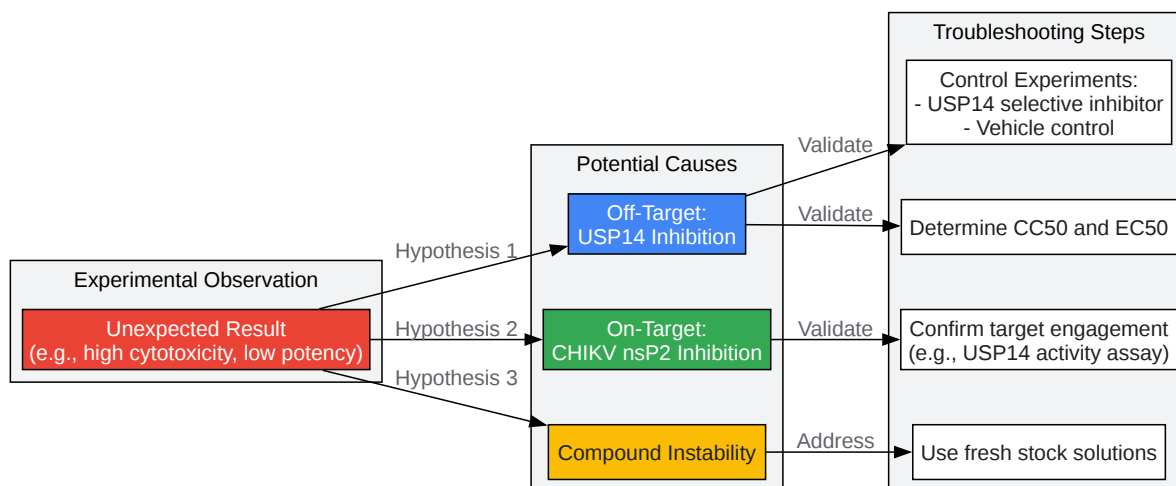 Troubleshooting Steps
Control Experiments:
- USP14 selective inhibitor
- Vehicle control
Validate
Potential Causes
Off-Target:
USP14 Inhibition
Validate
Determine CC50 and EC50
Hypothesis 1
Experimental Observation
Unexpected Result
(e.g., high cytotoxicity, low potency)
Hypothesis 2
On-Target:
CHIKV nsP2 Inhibition
Validate
Confirm target engagement
(e.g., USP14 activity assay)
Hypothesis 3
Compound Instability
Address
Use fresh stock solutions